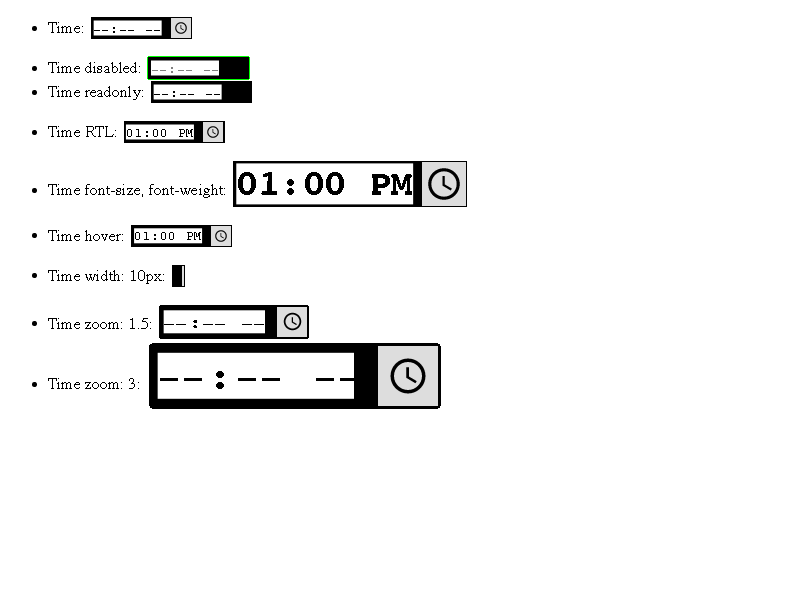 Time: --:-- --
Time disabled: --:-- --
Time readonly: --:-- --
Time RTL: 01:00 PM
Time font-size, font-weight: 01:00 PM
Time hover: 01:00 PM
Time width: 10px:
Time zoom: 1.5: --:-- --
Time zoom: 3: --:-- --